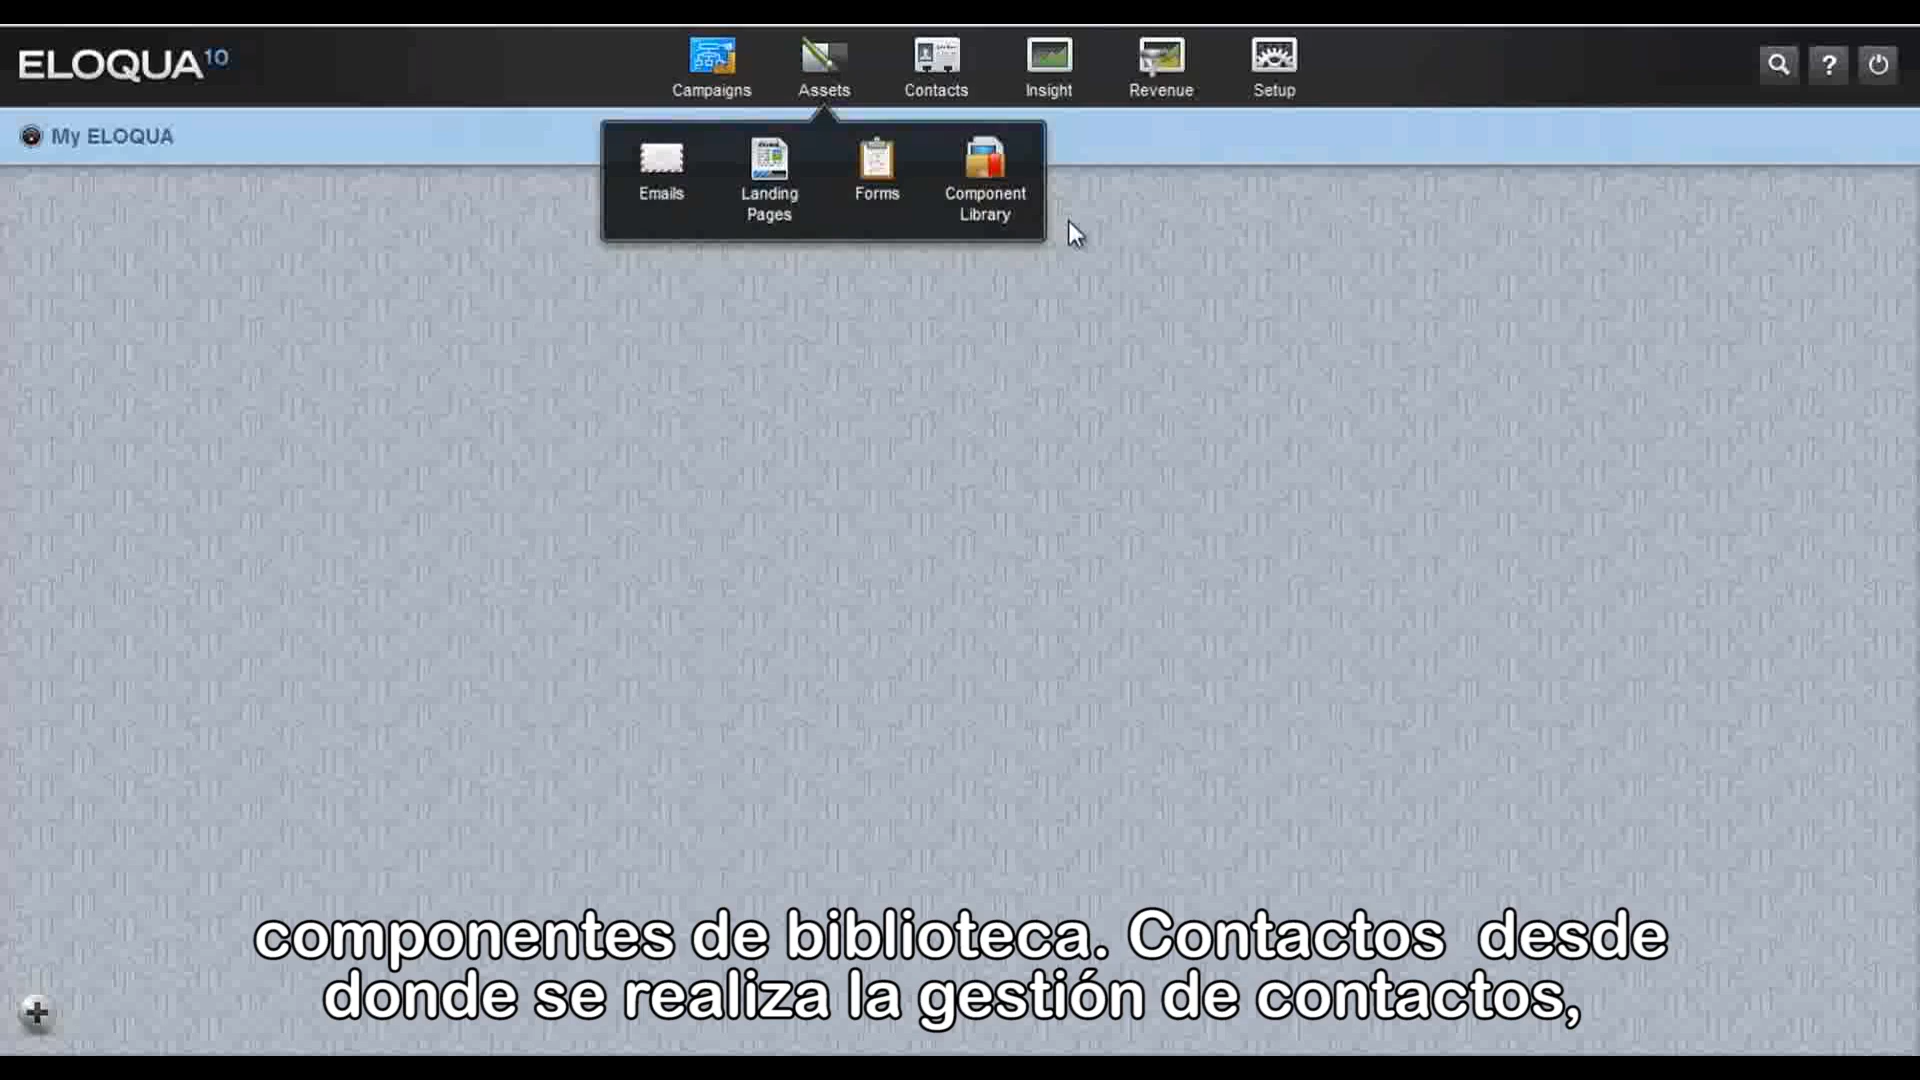 ELOQUA10
Campaigns
Assets
Contacts
Insight
Revenue
Setup
?
My ELOQUA
Emails
Landing
Pages
Forms
Component
Library
componentes de biblioteca. Contactos desde
donde se realiza la gestión de contactos,